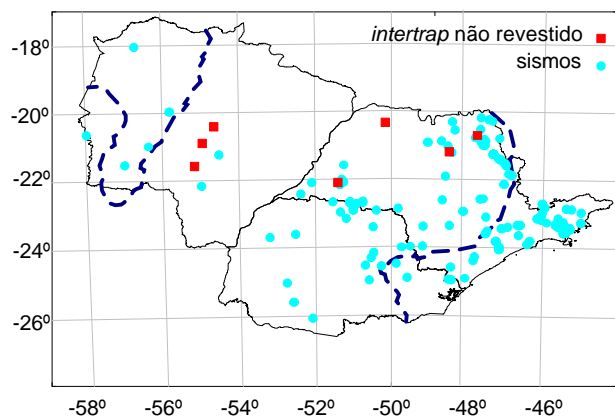 intertrap não revestido
sismos
-18º
-20º
-22º
-24º
-26º
-58º -56º -54º -52º -50º -48º -46º